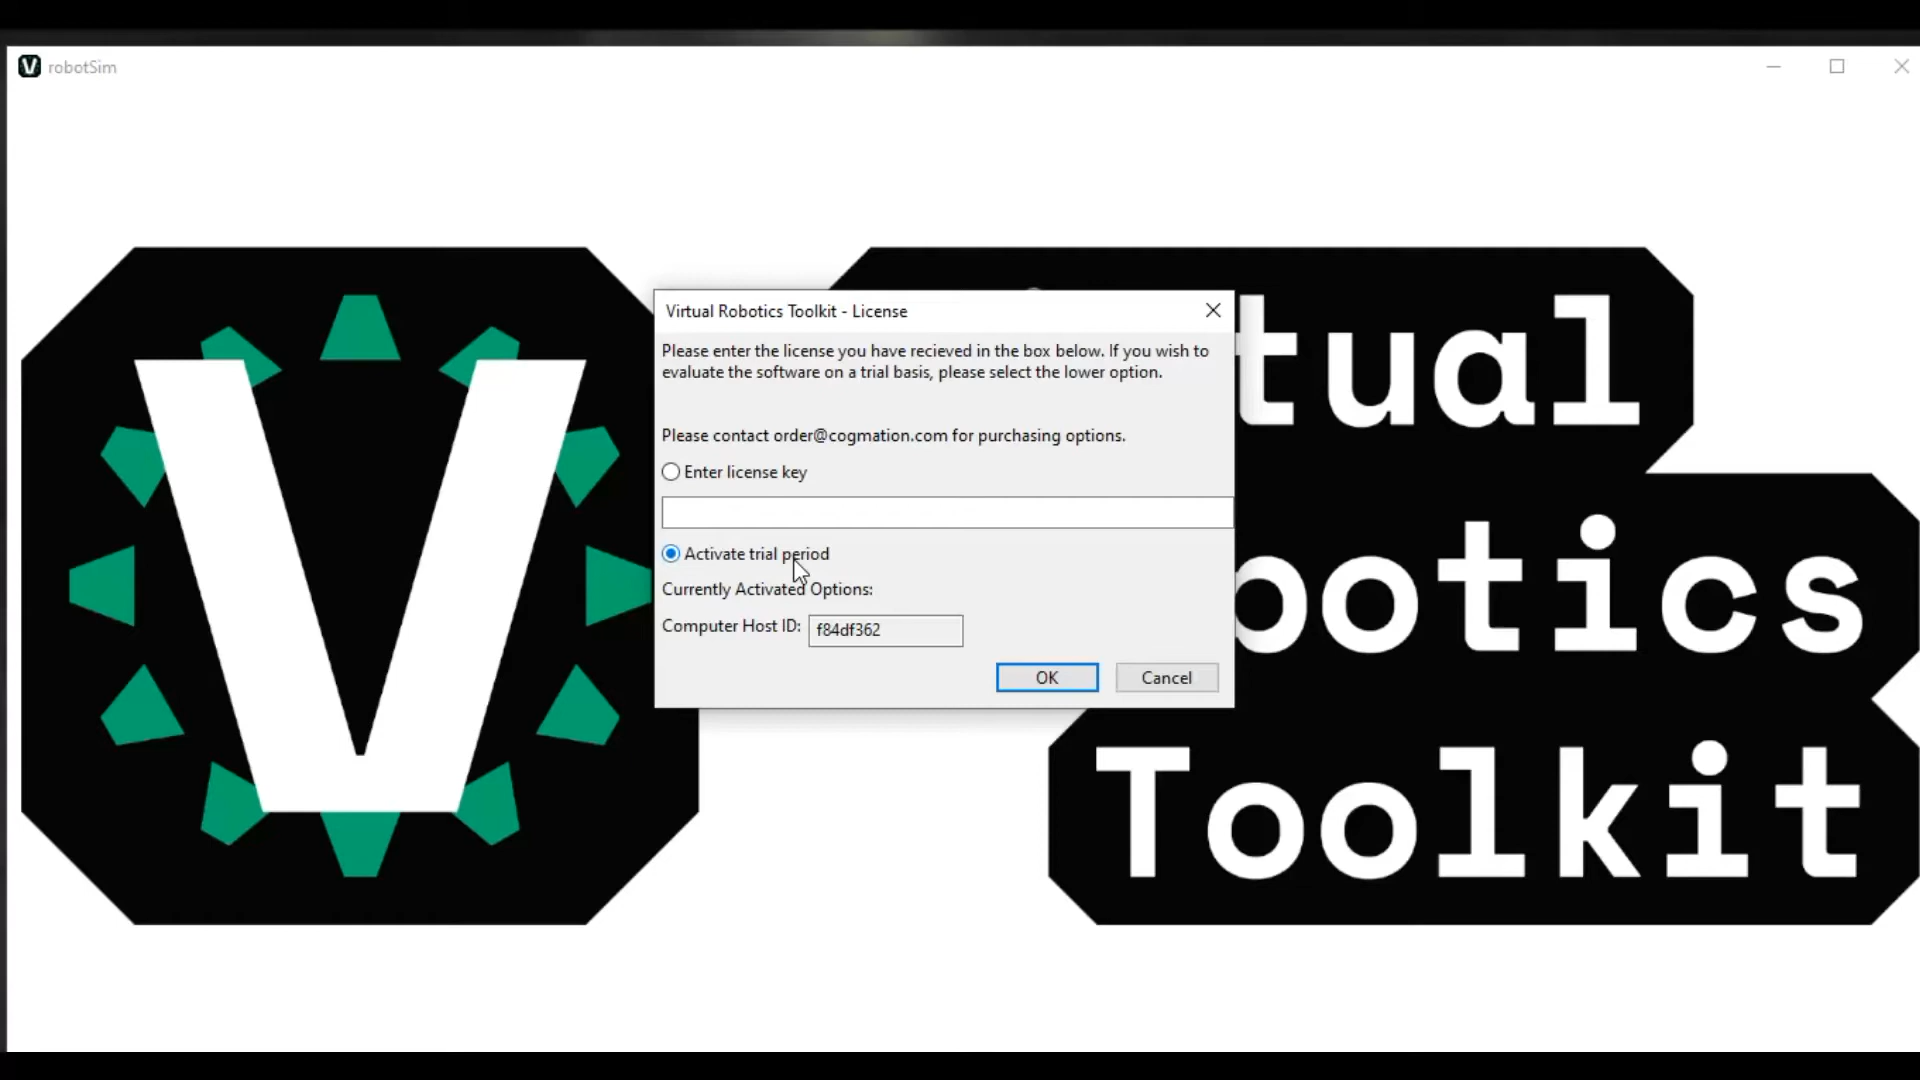 robotSim
Virtual Robotics Toolkit - License
Please enter the license you have recieved in the box below. If you wish to
evaluate the software on a trial basis, please select the lower option.
Please contact order@cogmation.com for purchasing options.
Enter license key
Activate trial period
Currently Activated Options:
Computer Host ID: f84df362
OK Cancel
V
tual
botics
Toolkit